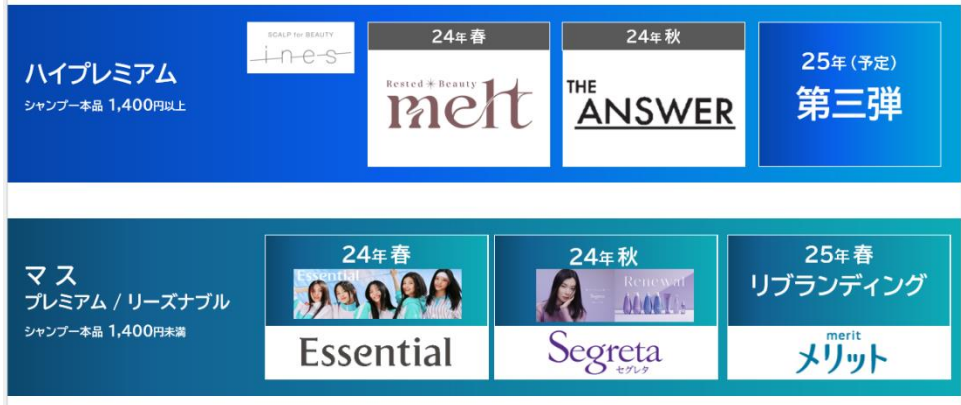 ハイプレミアム
シャンプー本品 1,400円以上
SCALP for BEAUTY
ines
24年春
Rested Beauty
melt
24年秋
THE
ANSWER
25年(予定)
第三弾
マス
プレミアム / リーズナブル
シャンプー本品 1,400円未満
24年春
Essential
Essential
24年秋
Renewal
Segreta
Segreta
セグレタ
25年春
リブランディング
merit
メリット